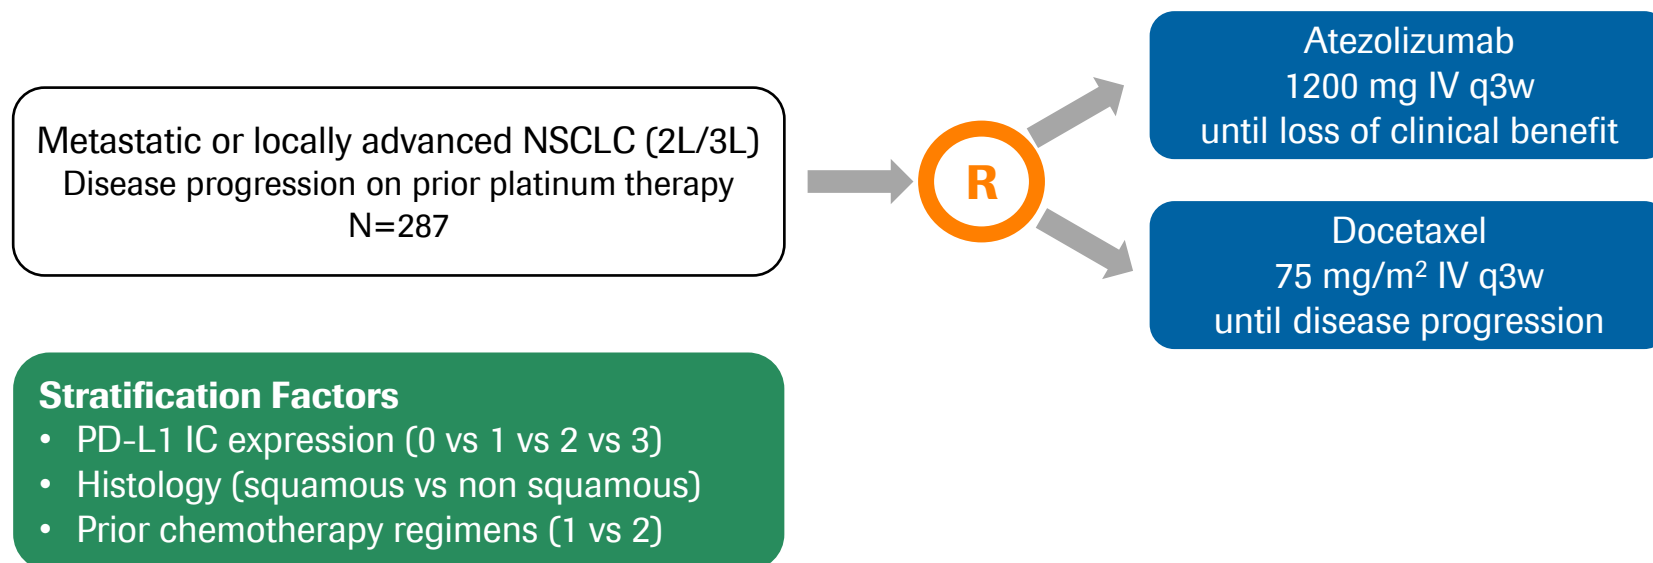 Metastatic or locally advanced NSCLC (2L/3L)
Disease progression on prior platinum therapy
N=287
R
Atezolizumab
1200 mg IV q3w
until loss of clinical benefit
Docetaxel
75 mg/m² IV q3w
until disease progression
Stratification Factors
• PD-L1 IC expression (0 vs 1 vs 2 vs 3)
• Histology (squamous vs non squamous)
• Prior chemotherapy regimens (1 vs 2)